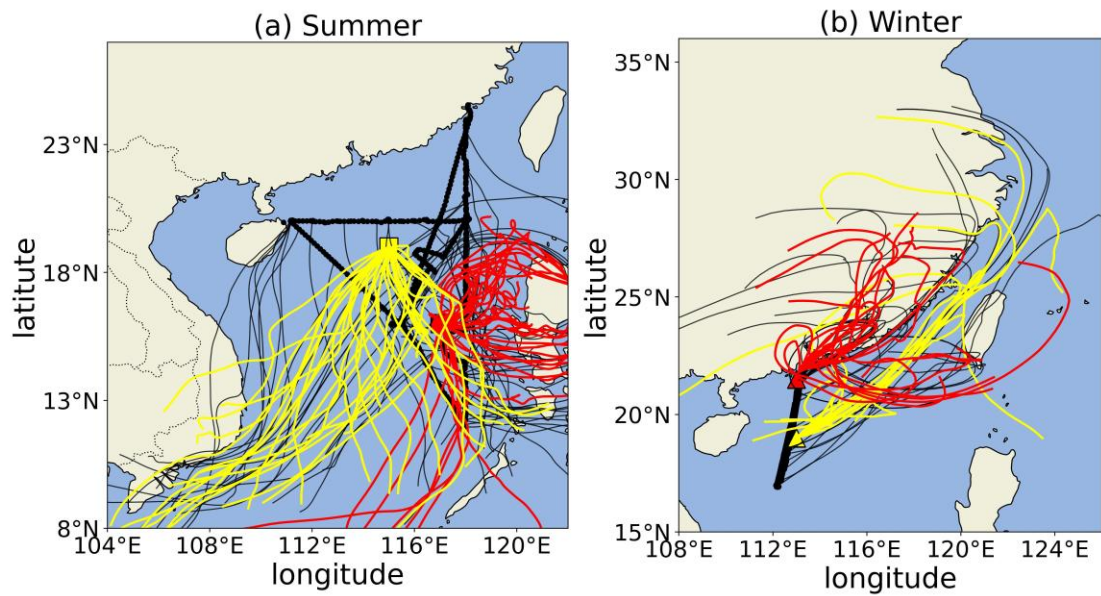 (a) Summer
(b) Winter
latitute
23°N
18°N
13°N
8°N
104°E
108°E
112°E
116°E
120°E
longitude
latitute
35°N
30°N
25°N
20°N
15°N
108°E
112°E
116°E
120°E
124°E
longitude